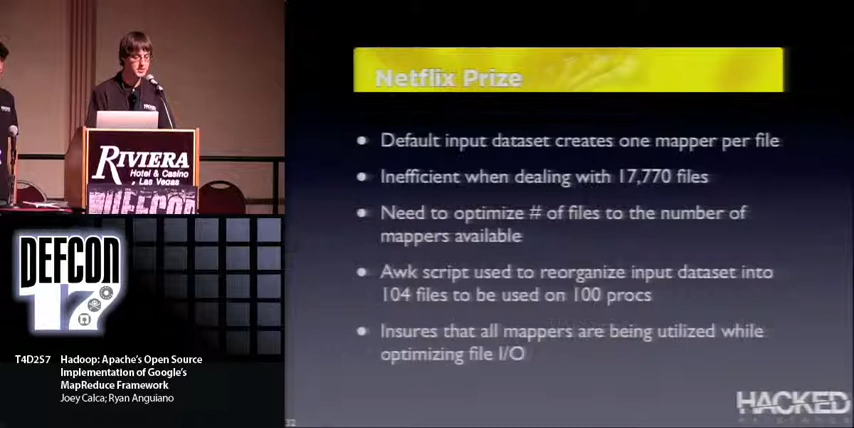 Netflix Prize
Default input dataset creates one mapper per file
Inefficient when dealing with 17,770 files
Need to optimize # of files to the number of
mappers available
Awk script used to reorganize input dataset into
104 files to be used on 100 procs
Insures that all mappers are being utilized while
optimizing file I/O
32
HACKED
RIVIERA
Hotel & Casino
Las Vegas
DEFCON
17
T4D2S7 Hadoop: Apache's Open Source
Implementation of Google's
MapReduce Framework
Joey Calca; Ryan Anguiano